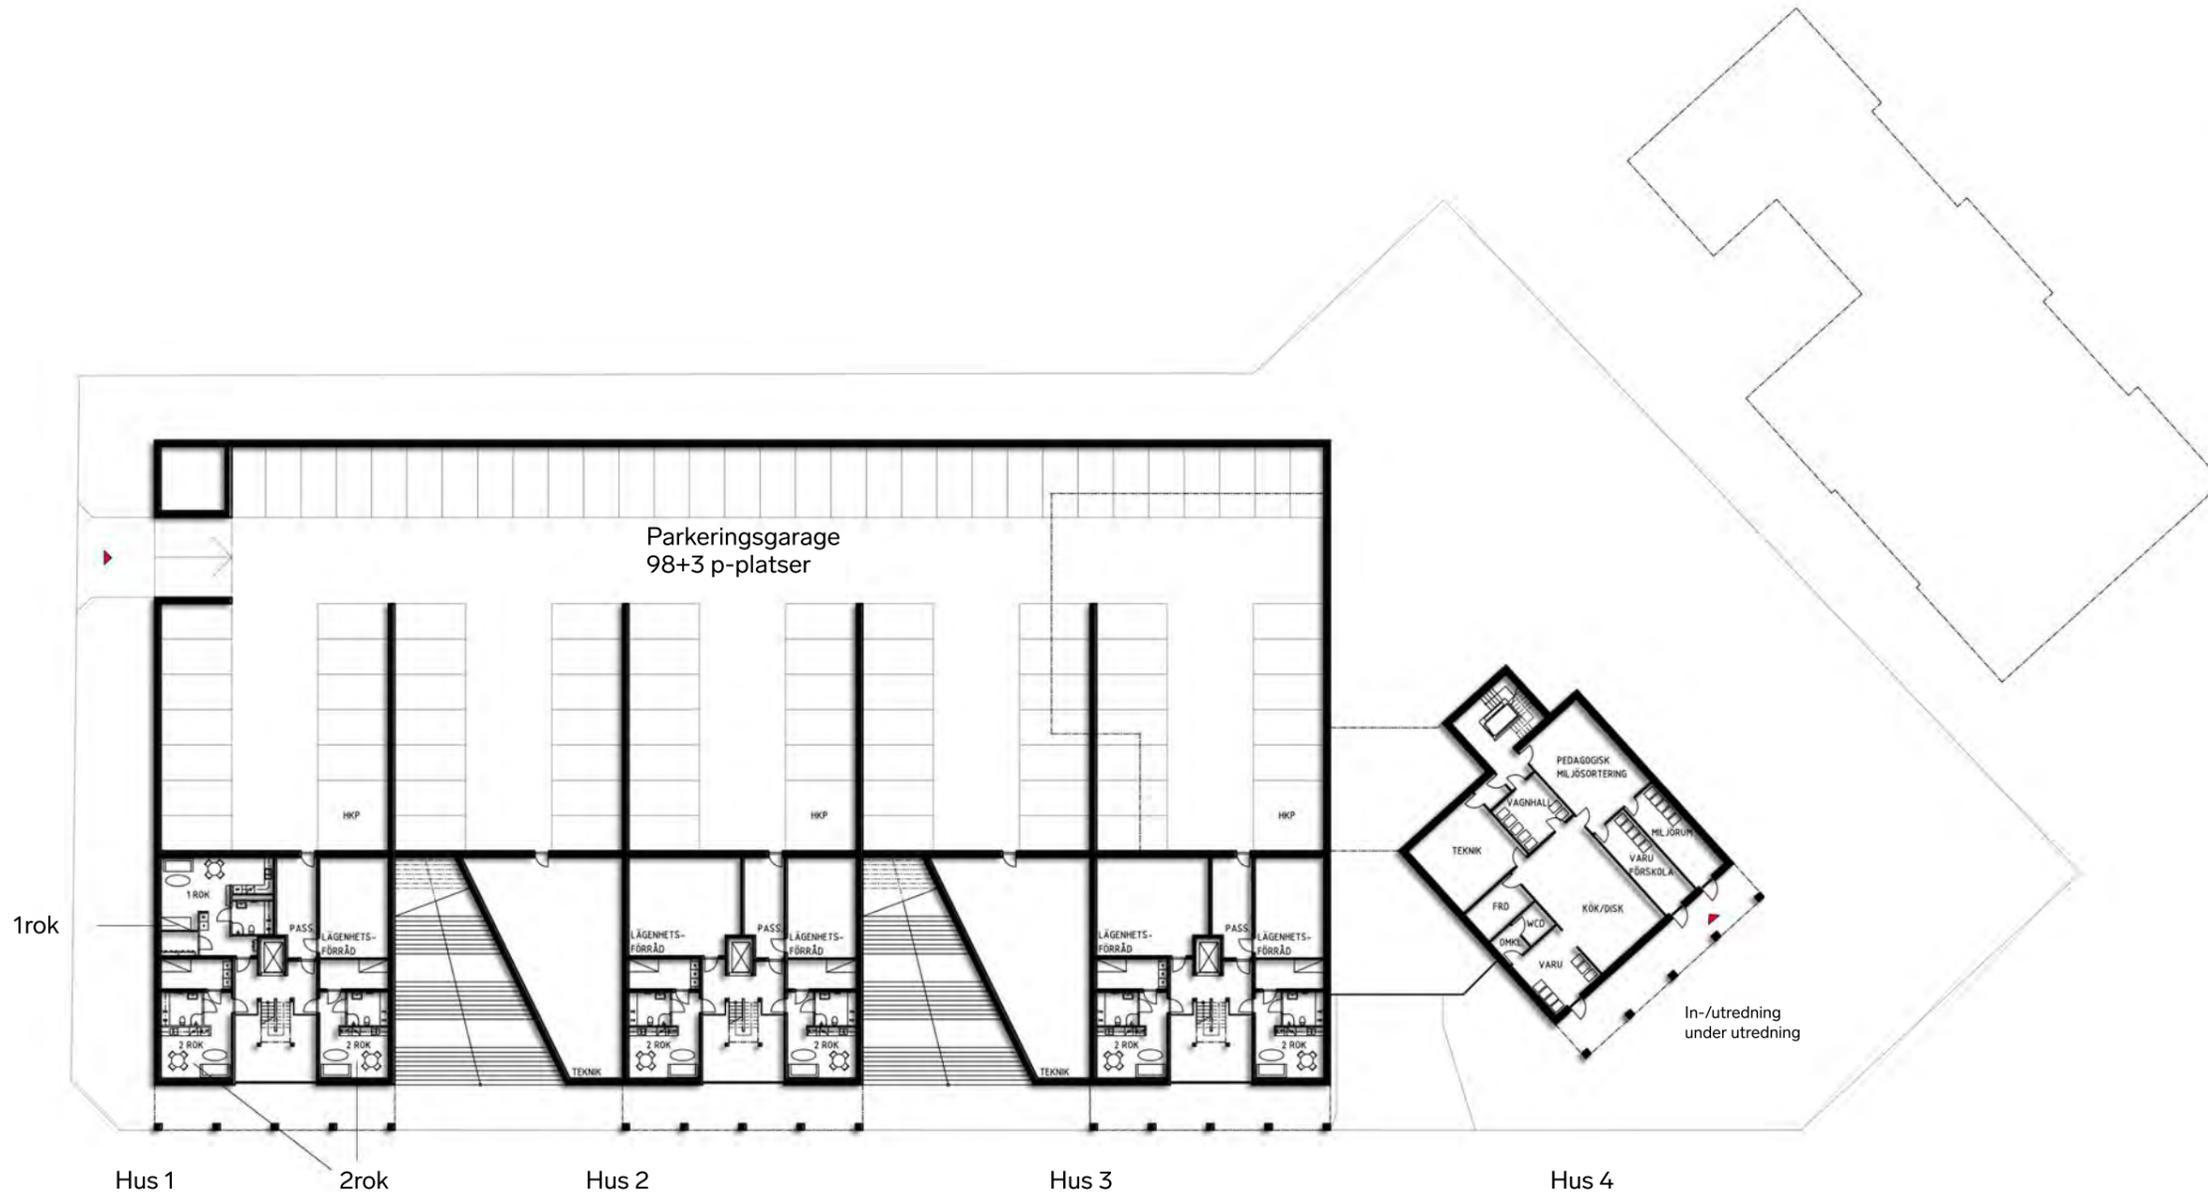 Parkeringsgarage
98+3 p-platser
HKP
HKP
HKP
1rok
1 ROK
PASS.
LÄGENHETS-
FÖRRÅD
2 ROK
2 ROK
TEKNIK
LÄGENHETS-
FÖRRÅD
PASS.
LÄGENHETS-
FÖRRÅD
2 ROK
2 ROK
TEKNIK
LÄGENHETS-
FÖRRÅD
PASS.
LÄGENHETS-
FÖRRÅD
2 ROK
2 ROK
PEDAGOGISK
MILJÖSORTERING
VAGNHALL
MILJÖRUM
TEKNIK
VARU
FÖRSKOLA
FRD
KÖK/DISK
WCD
OMKL
VARU
In-/utredning
under utredning
Hus 1
2rok
Hus 2
Hus 3
Hus 4